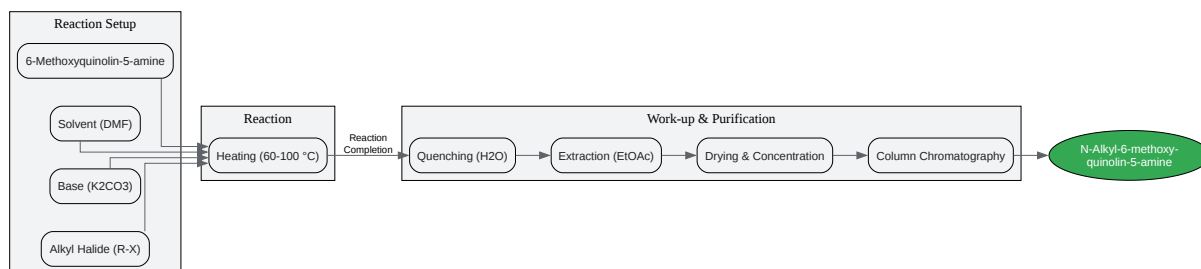 Reaction Setup
6-Methoxyquinolin-5-amine
Solvent (DMF)
Base (K2CO3)
Alkyl Halide (R-X)
Reaction
Heating (60-100 °C)
Reaction
Completion
Work-up & Purification
Quenching (H2O)
Extraction (EtOAc)
Drying & Concentration
Column Chromatography
N-Alkyl-6-methoxy-
quinolin-5-amine